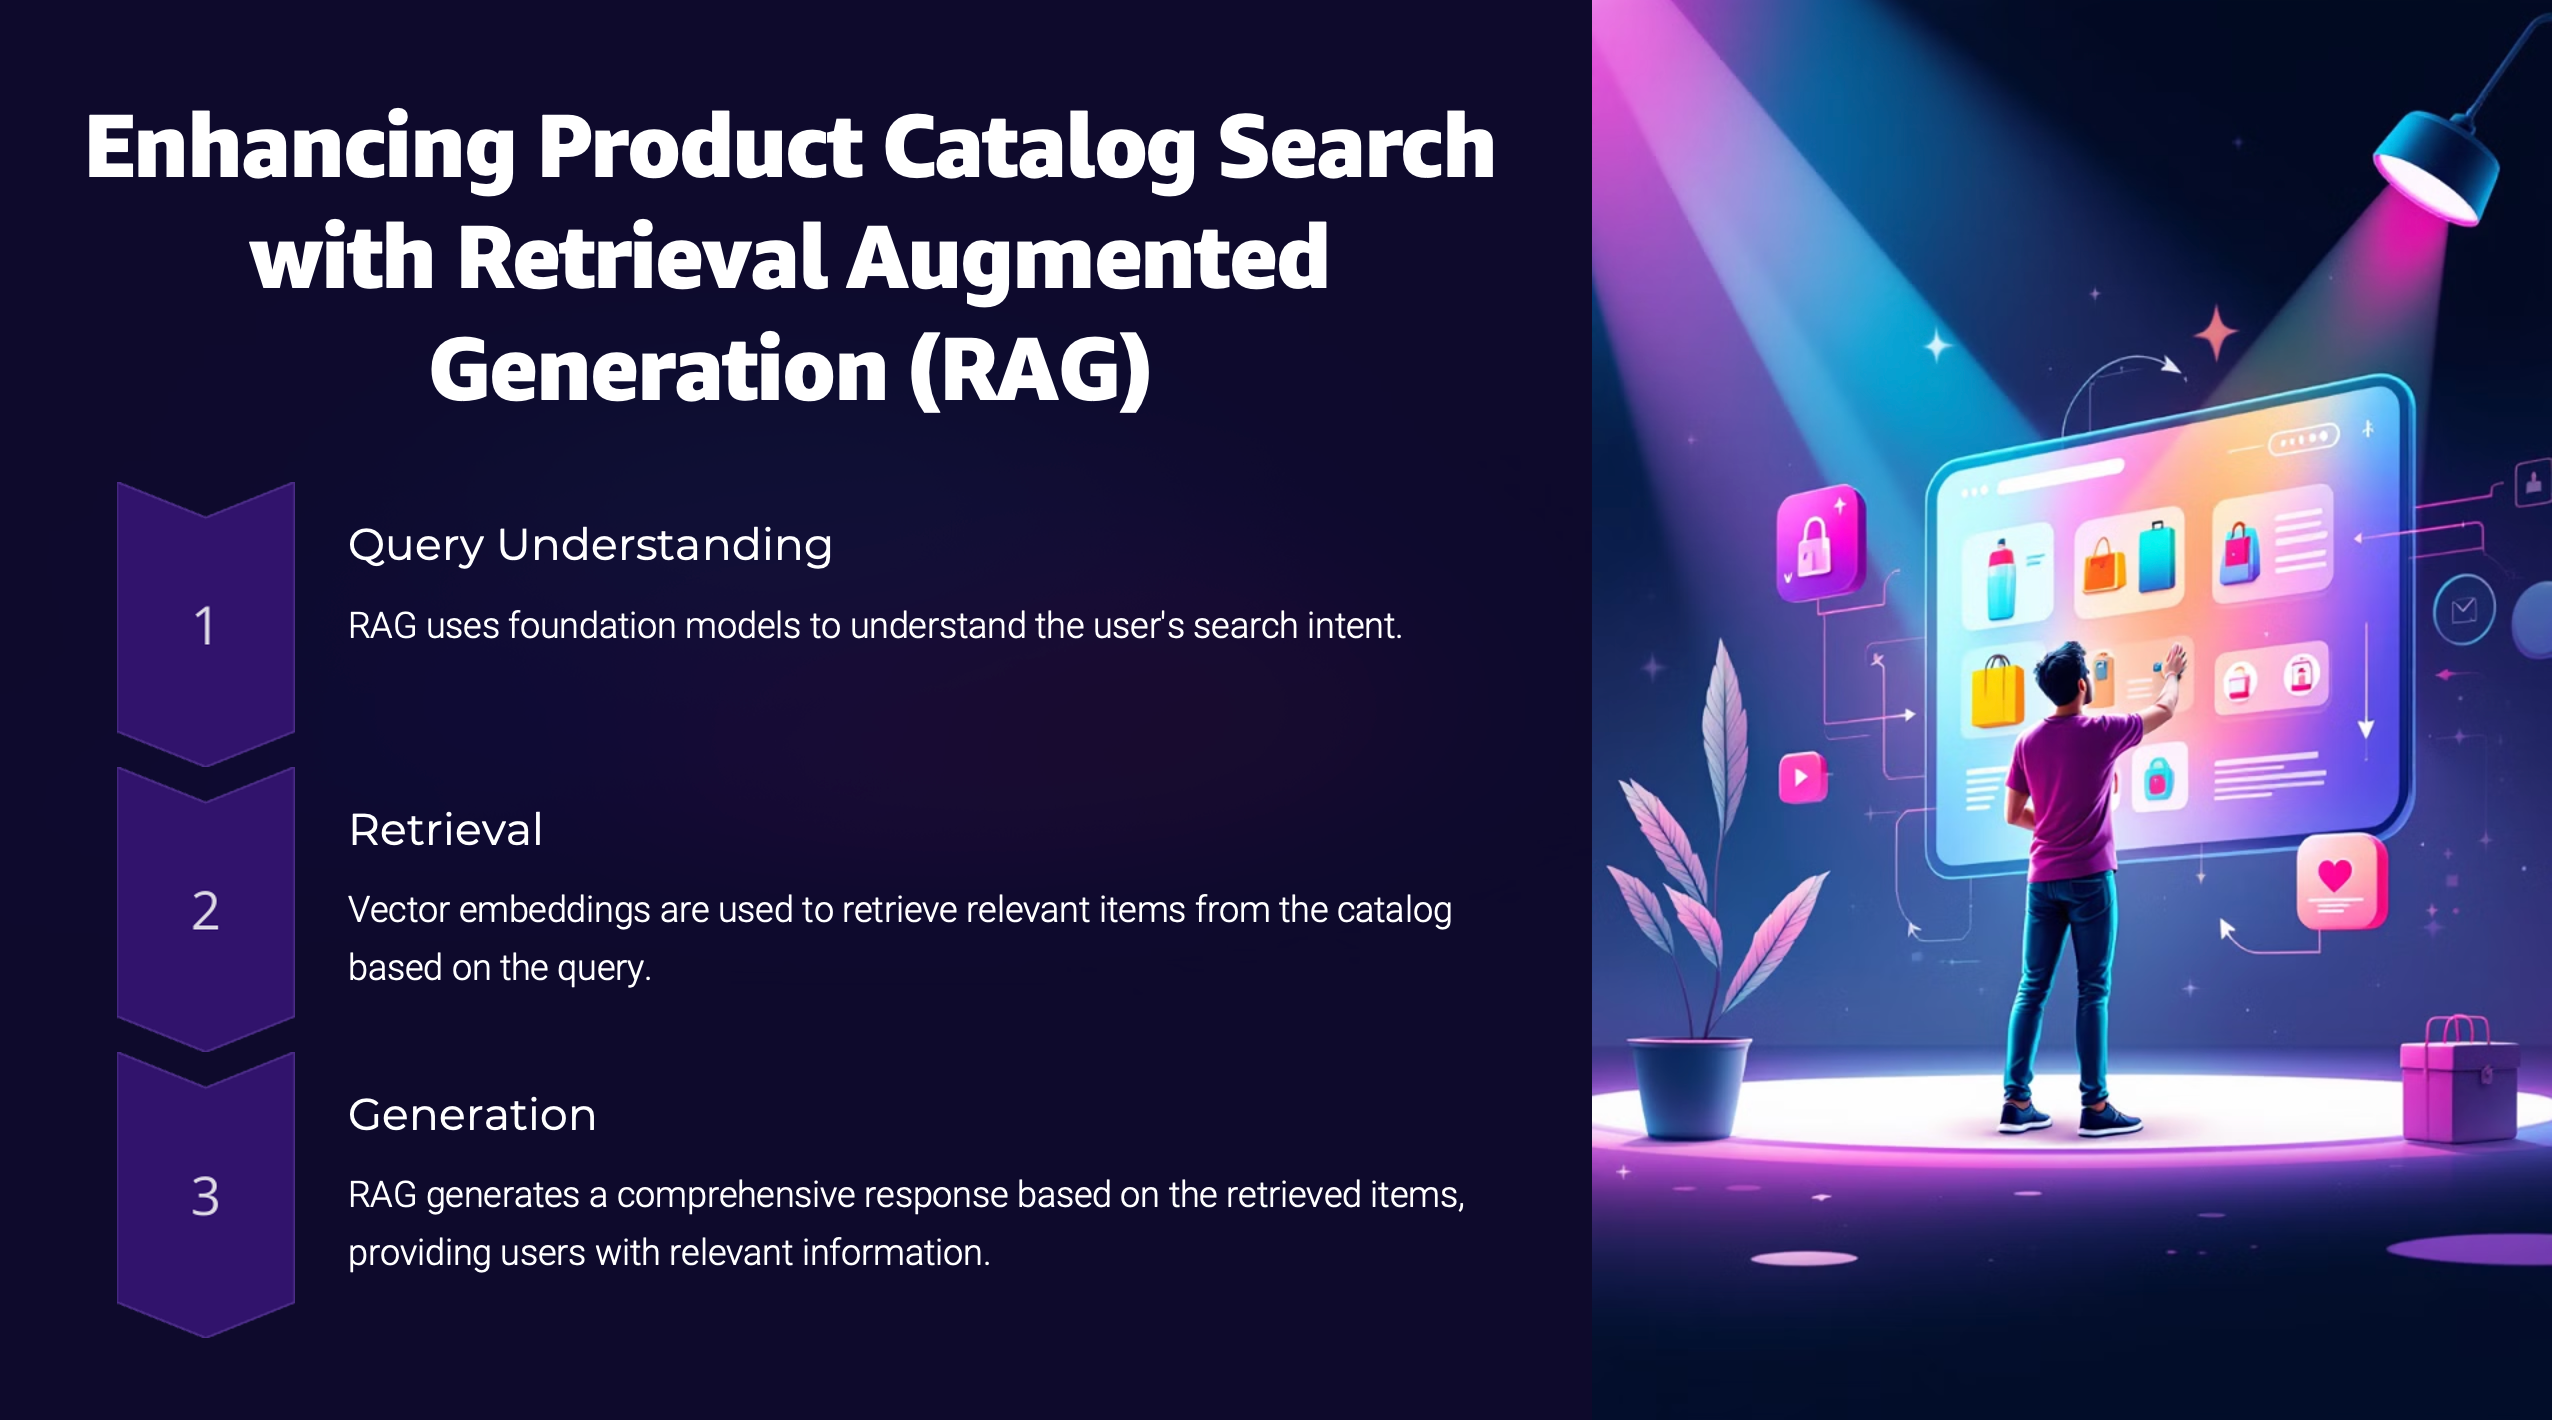 Enhancing Product Catalog Search
with Retrieval Augmented
Generation (RAG)
1
Query Understanding
RAG uses foundation models to understand the user's search intent.
2
Retrieval
Vector embeddings are used to retrieve relevant items from the catalog
based on the query.
3
Generation
RAG generates a comprehensive response based on the retrieved items,
providing users with relevant information.